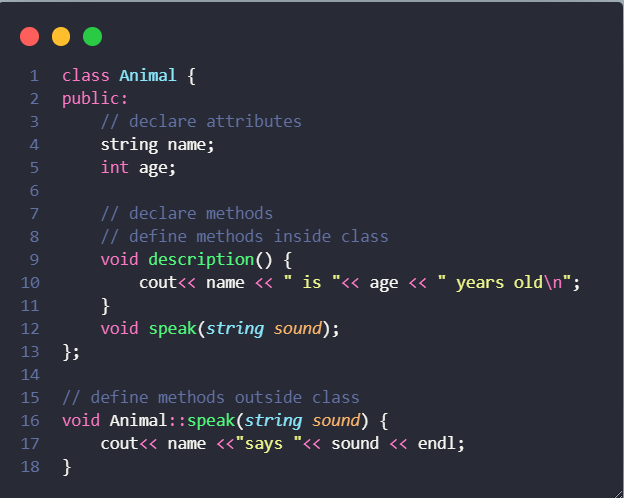 1 class Animal {
2 public:
3     // declare attributes
4     string name;
5     int age;
6
7     // declare methods
8     // define methods inside class
9     void description() {
10         cout<< name << " is "<< age << " years old\n";
11     }
12     void speak(string sound);
13 };
14
15 // define methods outside class
16 void Animal::speak(string sound) {
17     cout<< name <<"says "<< sound << endl;
18 }